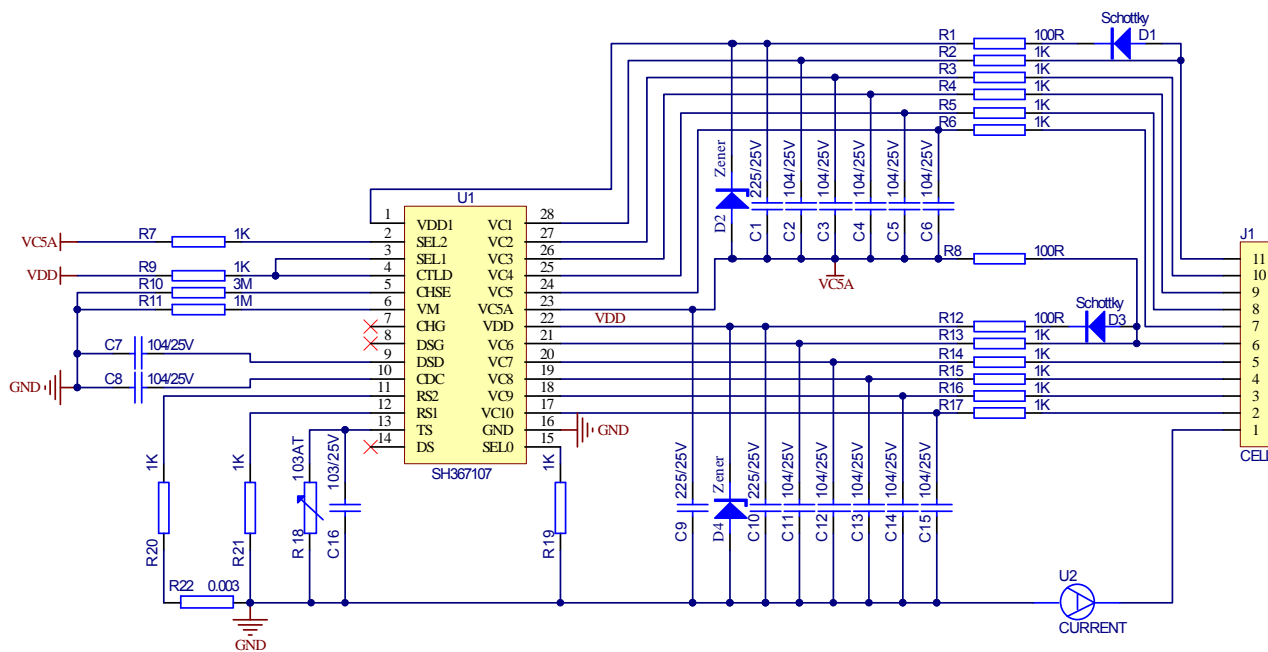 Schottky
R1 100R D1
R2 1K
R3 1K
R4 1K
R5 1K
R6 1K
Zener
D2
225/25V
C1
104/25V
C2
104/25V
C3
104/25V
C4
104/25V
C5
104/25V
C6
U1
1 VDD1 VC1 28
2 SEL2 VC2 27
3 SEL1 VC3 26
4 CTLD VC4 25
5 CHSE VC5 24
6 VM VC5A 23
7 CHG VDD 22
8 DSG VC6 21
9 DSD VC7 20
10 CDC VC8 19
11 RS2 VC9 18
12 RS1 VC10 17
13 TS GND 16
14 DS SEL0 15
SH367107
VC5A R7 1K
VDD R9 1K
R10 3M
R11 1M
C7 104/25V
GND C8 104/25V
R8 100R
VC5A
VDD
Schottky
R12 100R D3
R13 1K
R14 1K
R15 1K
R16 1K
R17 1K
GND
J1
11
10
9
8
7
6
5
4
3
2
1
CELL
1K
R20
1K
R21
103AT
R18
103/25V
C16
1K
R19
225/25V
C9
Zener
D4
225/25V
C10
104/25V
C11
104/25V
C12
104/25V
C13
104/25V
C14
104/25V
C15
R22 0.003
GND
U2
CURRENT